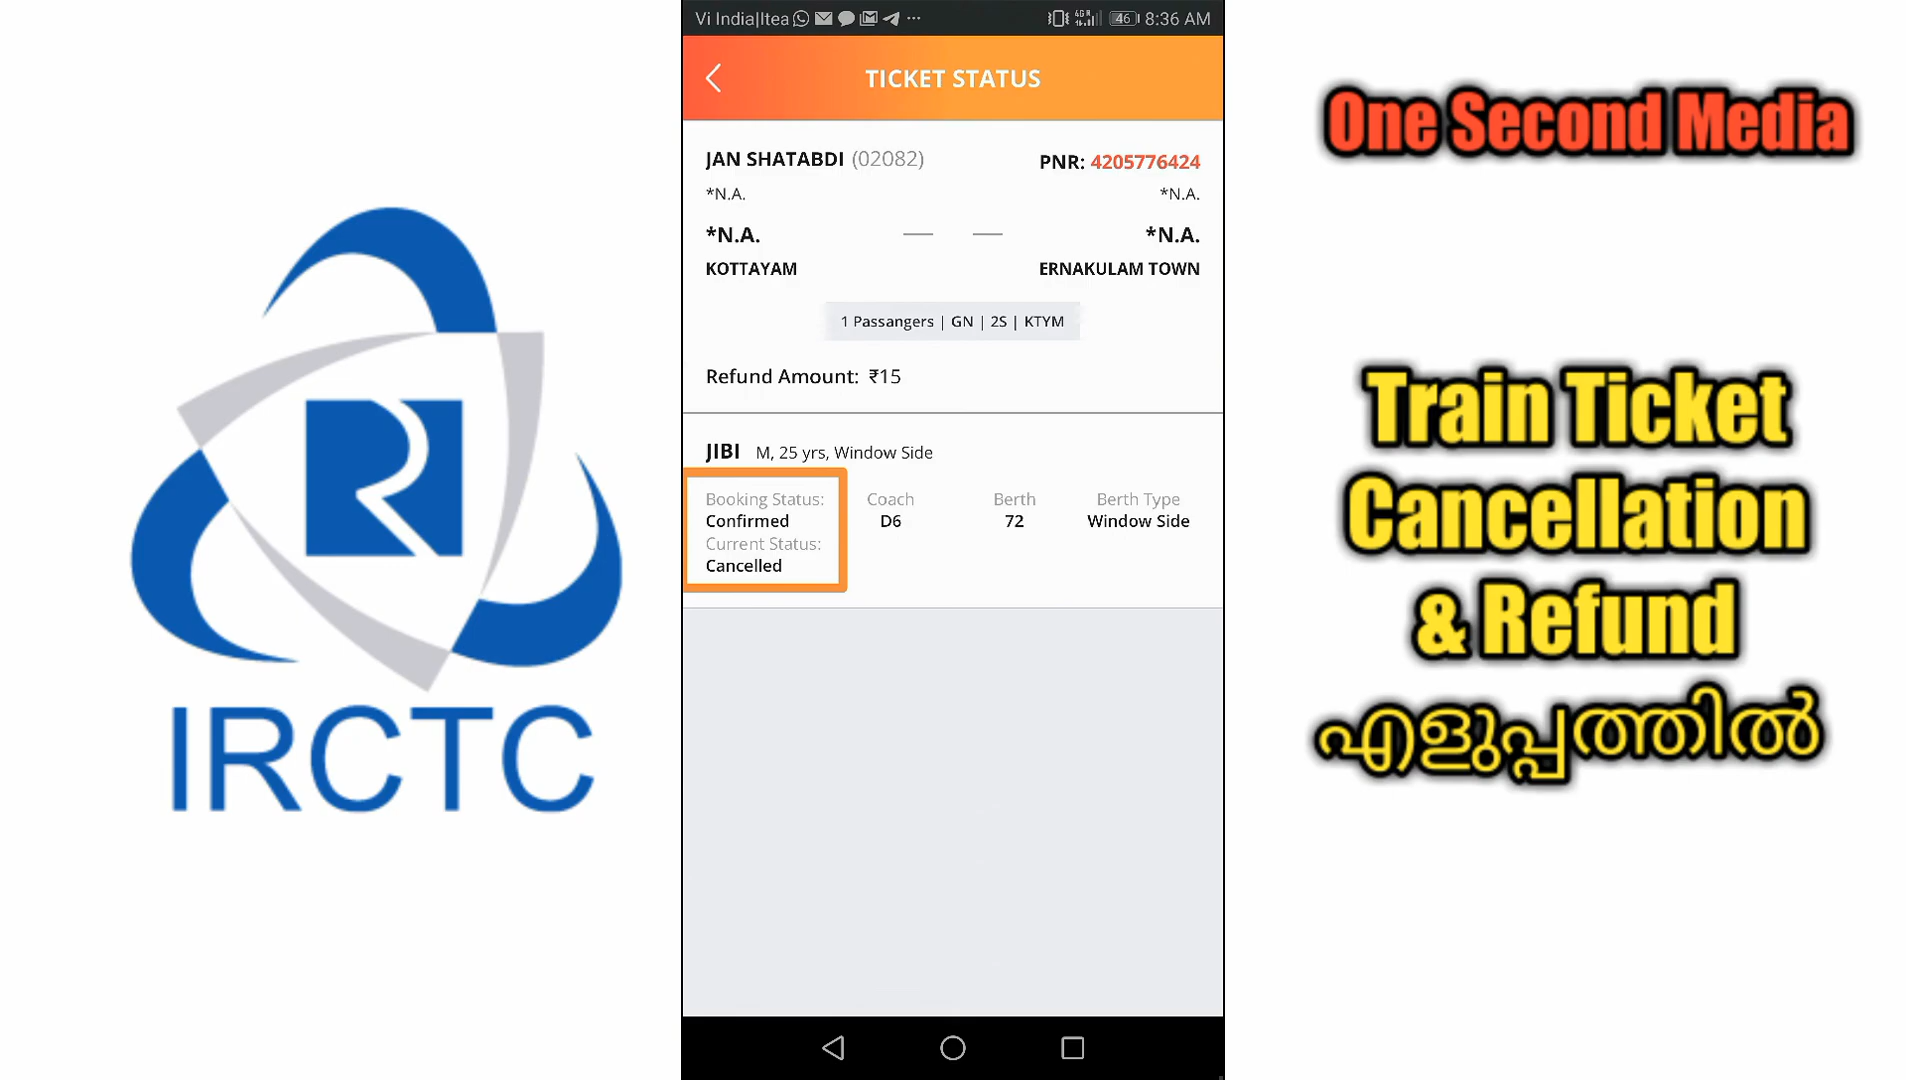 Vi India|Itea ... 46 8:36 AM
TICKET STATUS
JAN SHATABDI (02082) PNR: 4205776424
*N.A. *N.A.
*N.A. — — *N.A.
KOTTAYAM ERNAKULAM TOWN
1 Passangers | GN | 2S | KTYM
Refund Amount: ₹15
JIBI M, 25 yrs, Window Side
Booking Status: Coach Berth Berth Type
Confirmed D6 72 Window Side
Current Status:
Cancelled
IRCTC
One Second Media
Train Ticket
Cancellation
& Refund
എളുപ്പത്തിൽ